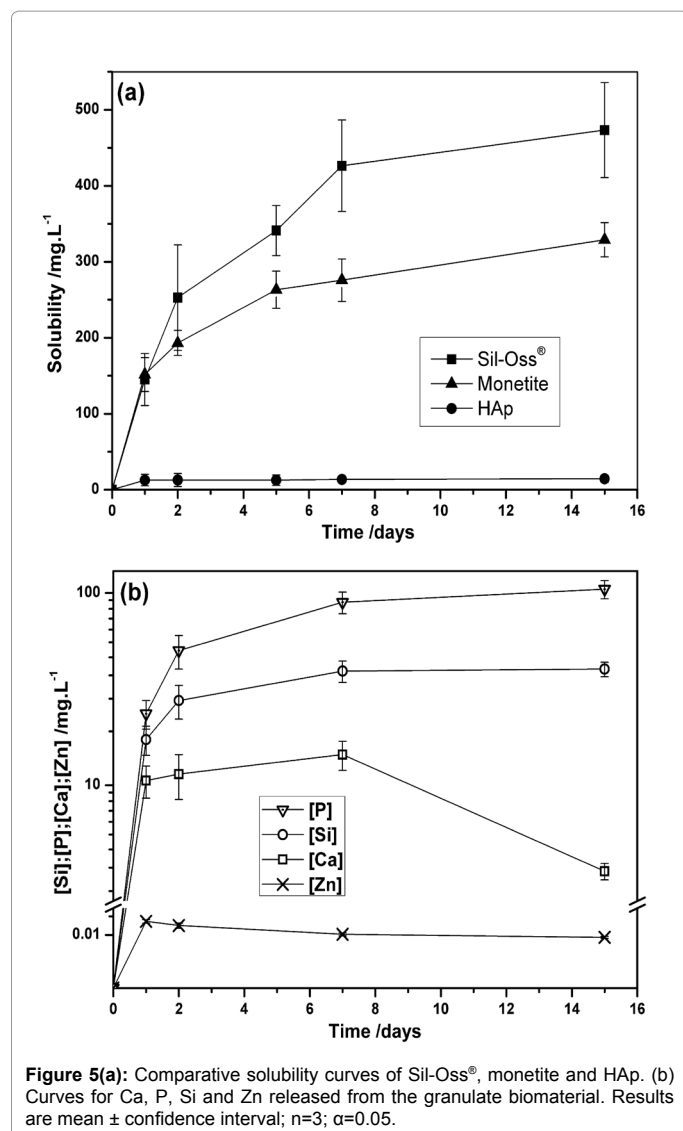 (a)
500
400
300
200
100
0
Solubility /mg.L⁻¹
Sil-Oss®
Monetite
HAp
0 2 4 6 8 10 12 14 16
Time /days
(b)
100
10
0.01
[Si];[P];[Ca];[Zn] /mg.L⁻¹
[P]
[Si]
[Ca]
[Zn]
0 2 4 6 8 10 12 14 16
Time /days
Figure 5(a): Comparative solubility curves of Sil-Oss®, monetite and HAp. (b)
Curves for Ca, P, Si and Zn released from the granulate biomaterial. Results
are mean ± confidence interval; n=3; α=0.05.